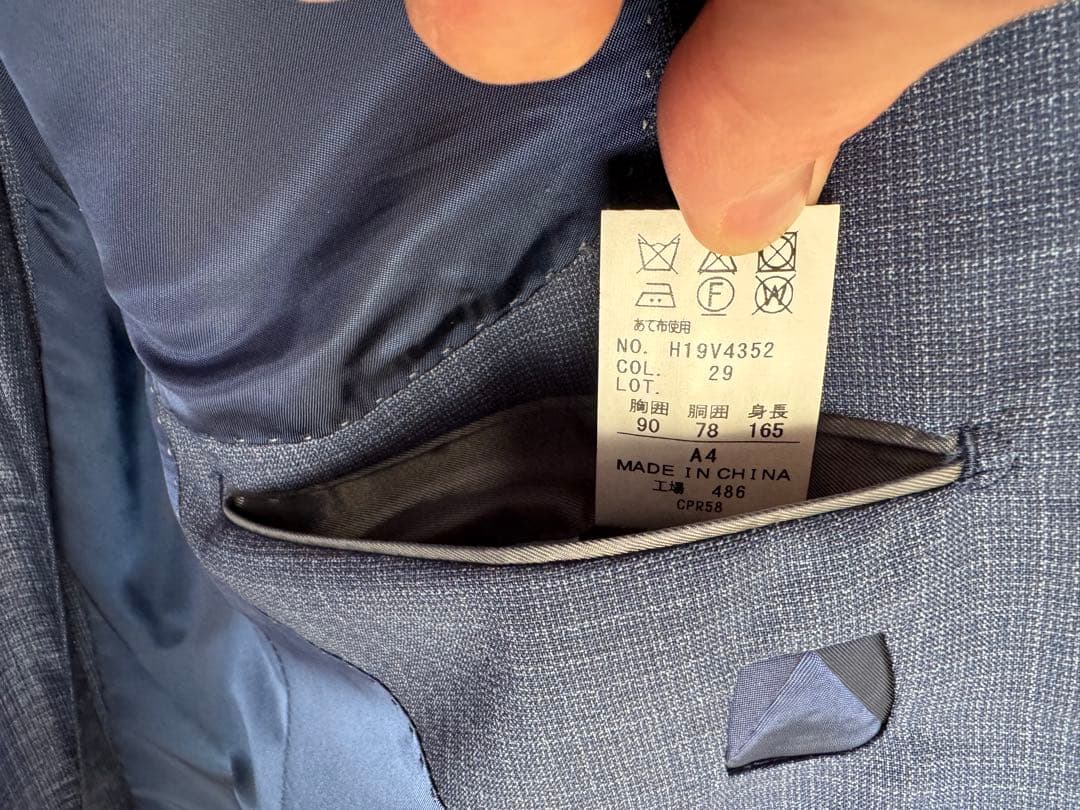 F W
あて布使用
NO. H19V4352
COL. 29
LOT.
胸囲 胴囲 身長
90 78 165
A4
MADE IN CHINA
工場 486
CPR58